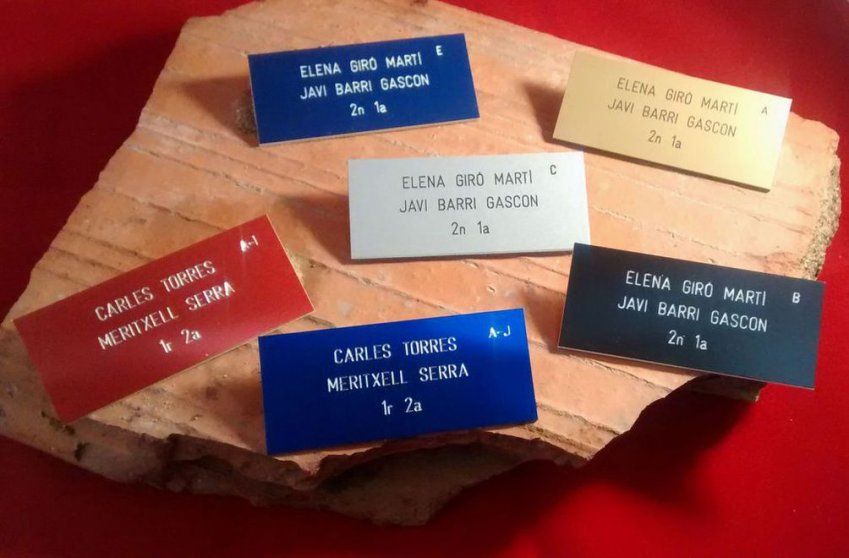 ELENA GIRÓ MARTÍ E
JAVI BARRI GASCON
2n 1a
ELENA GIRÓ MARTÍ A
JAVI BARRI GASCON
2n 1a
ELENA GIRÓ MARTÍ C
JAVI BARRI GASCON
2n 1a
CARLES TORRES A-I
MERITXELL SERRA
1r 2a
CARLES TORRES A-J
MERITXELL SERRA
1r 2a
ELENA GIRÓ MARTÍ B
JAVI BARRI GASCON
2n 1a